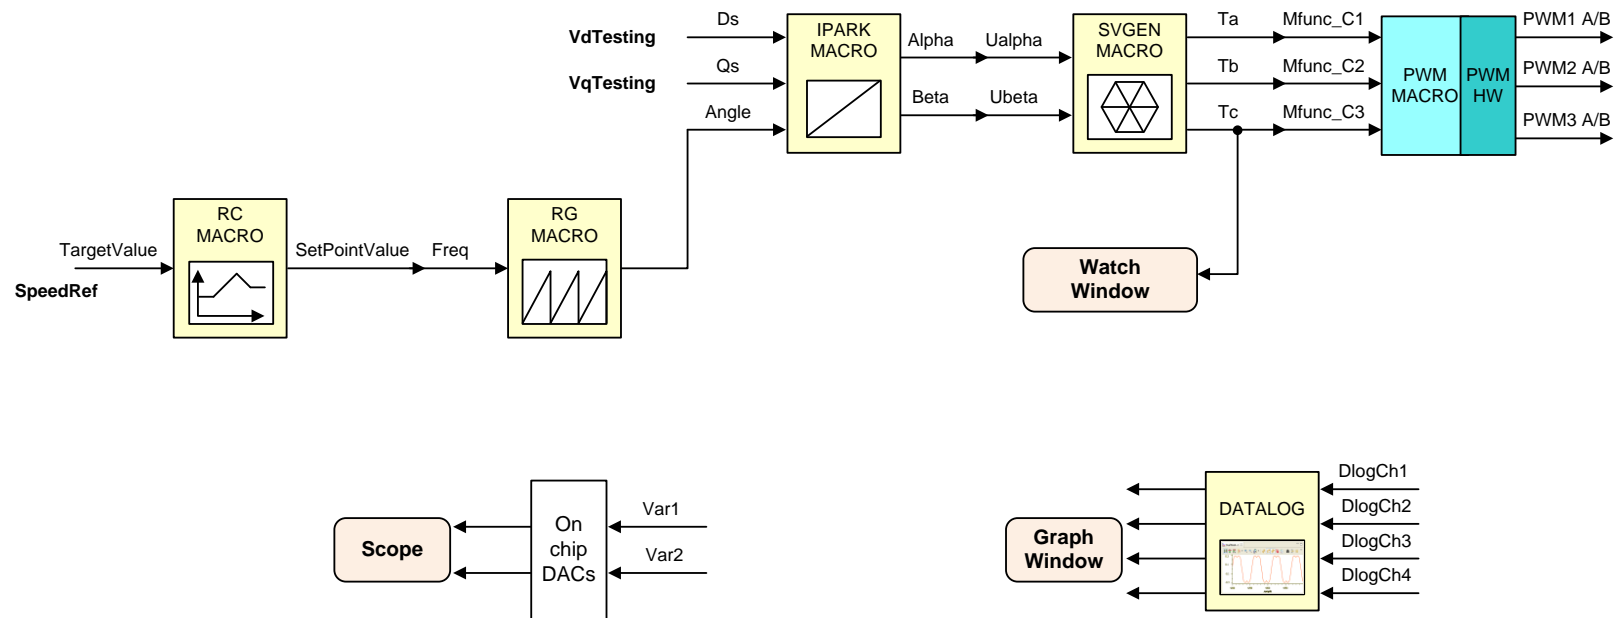 Ds
VdTesting
Qs
VqTesting
Angle
IPARK
MACRO
Alpha
Ualpha
Beta
Ubeta
SVGEN
MACRO
Ta
Mfunc_C1
Tb
Mfunc_C2
Tc
Mfunc_C3
PWM
MACRO
PWM
HW
PWM1 A/B
PWM2 A/B
PWM3 A/B
TargetValue
SpeedRef
RC
MACRO
SetPointValue
Freq
RG
MACRO
Watch
Window
Scope
On
chip
DACs
Var1
Var2
Graph
Window
DATALOG
DlogCh1
DlogCh2
DlogCh3
DlogCh4